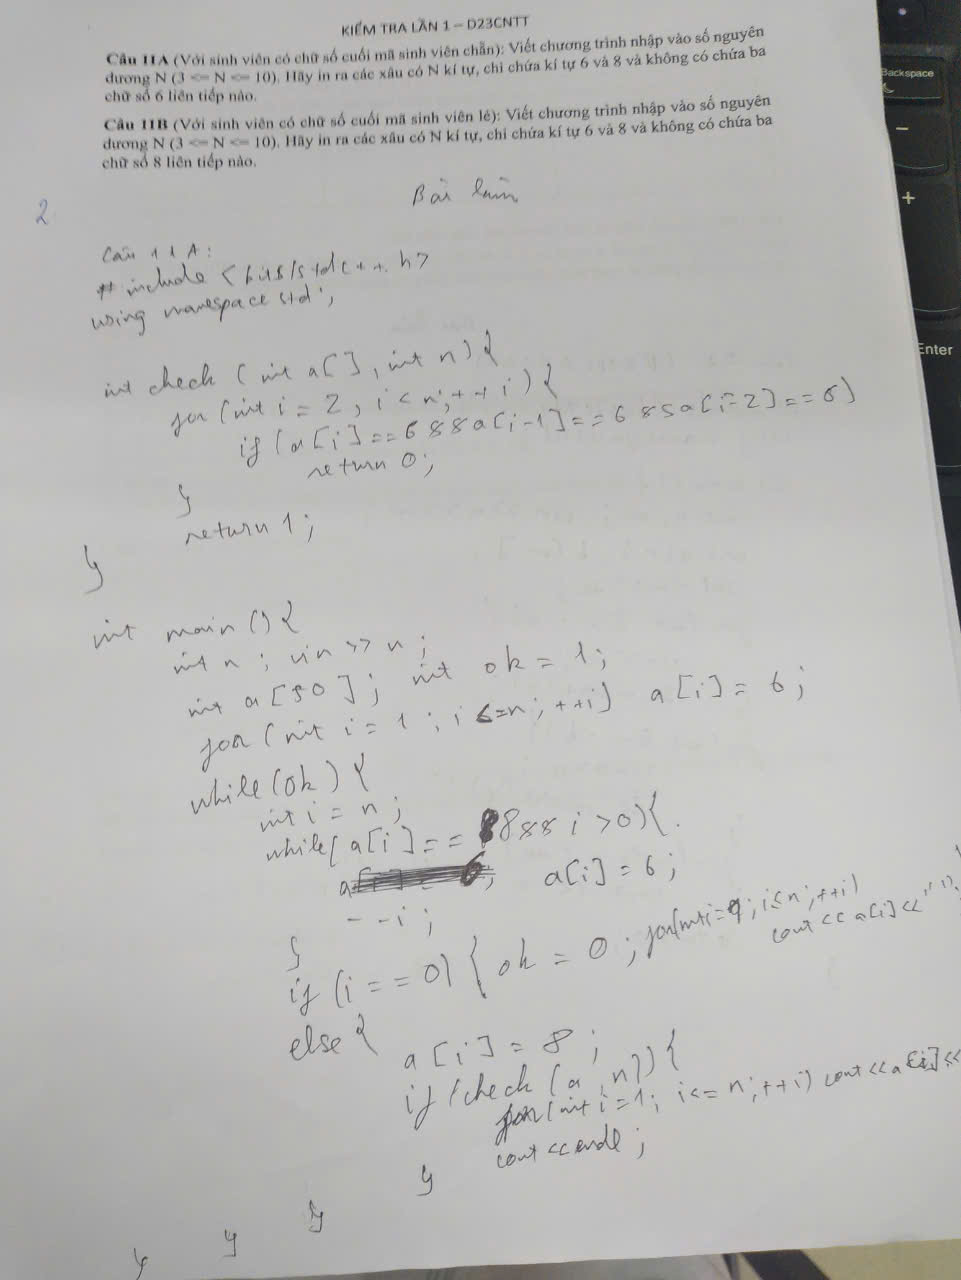 KIỂM TRA LẦN 1 – D23CNTT
Câu 11A (Với sinh viên có chữ số cuối mã sinh viên chẵn): Viết chương trình nhập vào số nguyên
dương N (3 <= N <= 10). Hãy in ra các xâu có N kí tự, chỉ chứa kí tự 6 và 8 và không có chứa ba
chữ số 6 liên tiếp nào.
Câu 11B (Với sinh viên có chữ số cuối mã sinh viên lẻ): Viết chương trình nhập vào số nguyên
dương N (3 <= N <= 10). Hãy in ra các xâu có N kí tự, chỉ chứa kí tự 6 và 8 và không có chứa ba
chữ số 8 liên tiếp nào.
Bài làm
2
Câu 11A:
# include <bits/stdc++.h>
using namespace std;
int check (int a[], int n) {
for (int i = 2, i < n; ++i) {
if (a[i] == 6 && a[i-1] == 6 && a[i-2] == 6)
return 0;
}
return 1;
}
int main () {
int n; cin >> n;
int a[50]; int ok = 1;
for (int i = 1; i <= n; ++i) a[i] = 6;
while (ok) {
int i = n;
while (a[i] == 8 && i > 0) {
a[i] = 6;
--i;
}
if (i == 0) { ok = 0; for(int i=1; i≤n; ++i)
cout << a[i] << " ");
else {
a[i] = 8;
if (check (a, n)) {
for (int i = 1; i <= n; ++i) cout << a[i] <<
cout << endl;
}
}
}
}